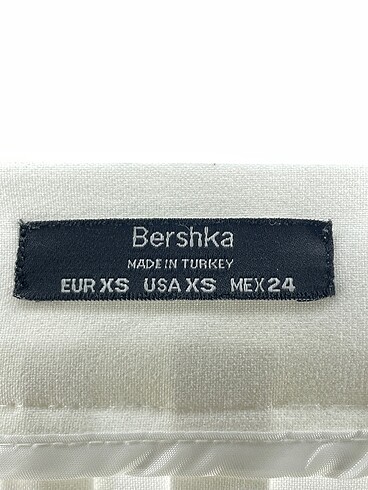 Bershka
MADE IN TURKEY
EUR XS USA XS MEX 24